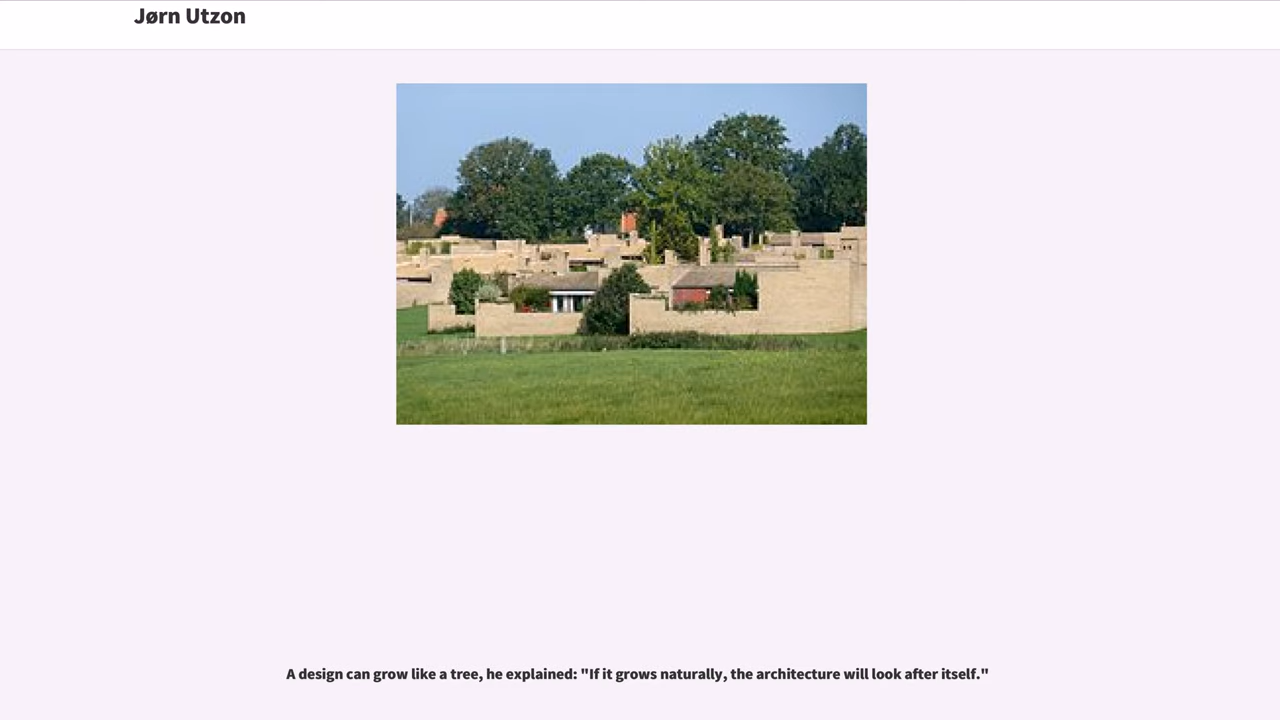 Jørn Utzon
A design can grow like a tree, he explained: "If it grows naturally, the architecture will look after itself."